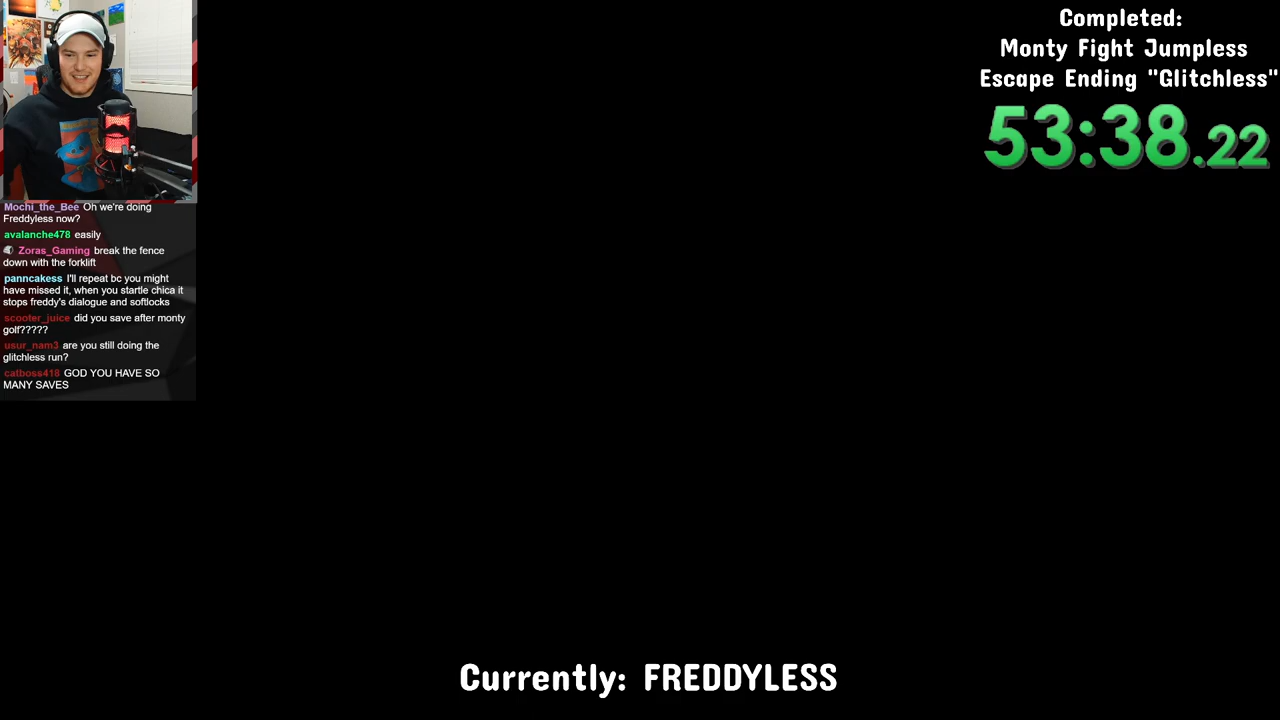 Completed:
Monty Fight Jumpless
Escape Ending "Glitchless"
53:38.22
Mochi_the_Bee Oh we're doing
Freddyless now?
avalanche478 easily
Zoras_Gaming break the fence
down with the forklift
panncakess I'll repeat bc you might
have missed it, when you startle chica it
stops freddy's dialogue and softlocks
scooter_juice did you save after monty
golf?????
usur_nam3 are you still doing the
glitchless run?
catboss418 GOD YOU HAVE SO
MANY SAVES
Currently: FREDDYLESS